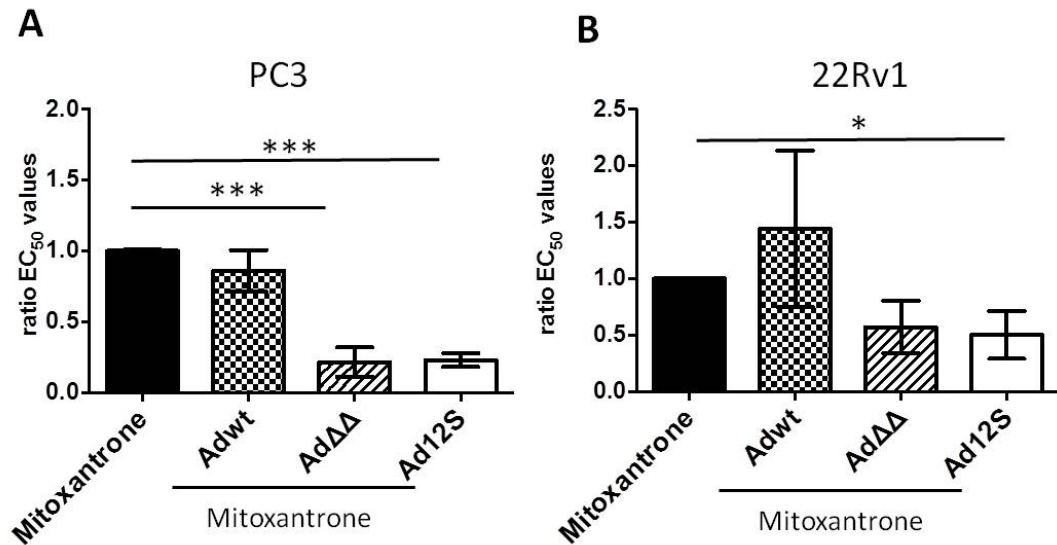 A
PC3
ratio EC50 values
2.0
1.5
1.0
0.5
0.0
***
***
Mitoxantrone
Adwt
AdΔΔ
Ad12S
Mitoxantrone
B
22Rv1
ratio EC50 values
2.5
2.0
1.5
1.0
0.5
0.0
*
Mitoxantrone
Adwt
AdΔΔ
Ad12S
Mitoxantrone